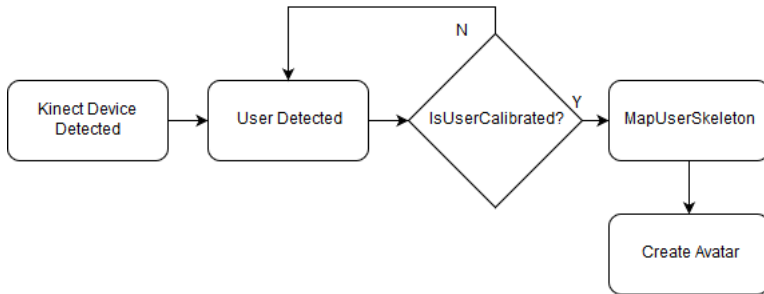 N
Kinect Device
Detected
User Detected
IsUserCalibrated?
Y
MapUserSkeleton
Create Avatar